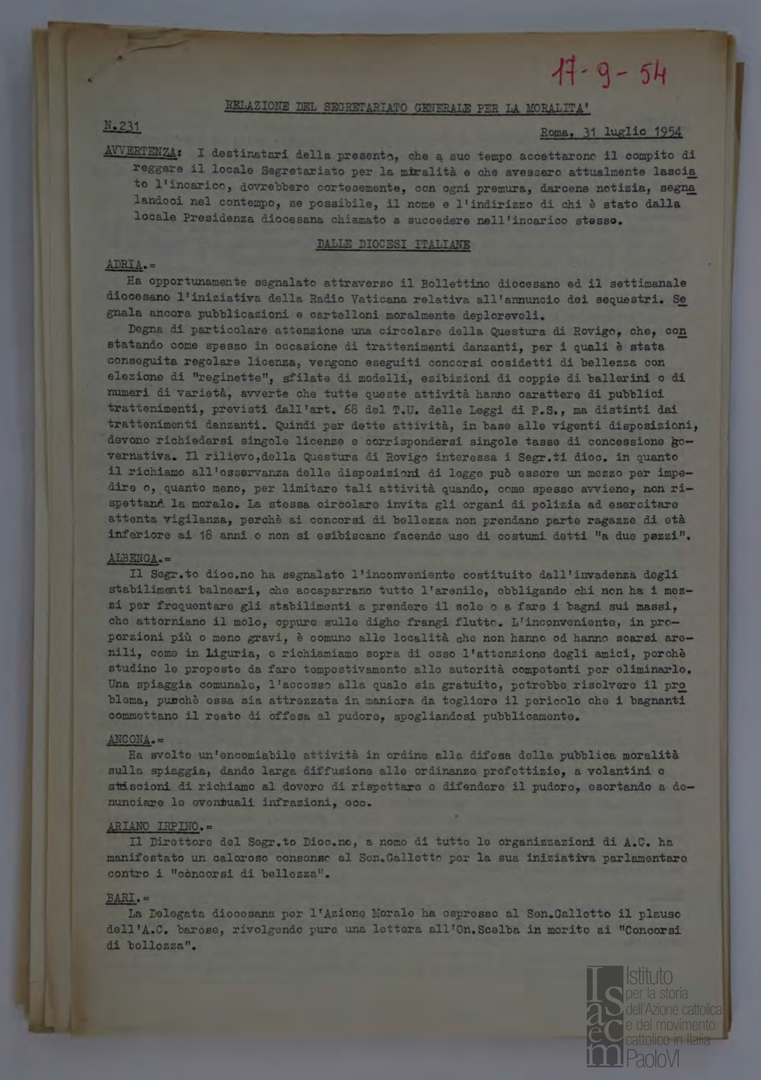 17-9-54
RELAZIONE DEL SEGRETARIATO GENERALE PER LA MORALITA'
N.231
Roma, 31 luglio 1954
AVVERTENZA: I destinatari della presente, che a suo tempo accettarono il compito di
reggere il locale Segretariato per la miralità e che avessero attualmente lascia
to l'incarico, dovrebbero cortesemente, con ogni premura, darcene notizia, segna
landoci nel contempo, se possibile, il nome e l'indirizzo di chi è stato dalla
locale Presidenza diocesana chiamato a succedere nell'incarico stesso.
DALLE DIOCESI ITALIANE
ADRIA.=
Ha opportunamente segnalato attraverso il Bollettino diocesano ed il settimanale
diocesano l'iniziativa della Radio Vaticana relativa all'annuncio dei sequestri. Se
gnala ancora pubblicazioni e cartelloni moralmente deplorevoli.
Degna di particolare attenzione una circolare della Questura di Rovigo, che, con
statando come spesso in occasione di trattenimenti danzanti, per i quali è stata
conseguita regolare licenza, vengono eseguiti concorsi cosidetti di bellezza con
elezione di "reginette", sfilate di modelli, esibizioni di coppie di ballerini o di
numeri di varietà, avverte che tutte queste attività hanno carattere di pubblici
trattenimenti, previsti dall'art. 68 del T.U. delle Leggi di P.S., ma distinti dai
trattenimenti danzanti. Quindi per dette attività, in base alle vigenti disposizioni,
devono richiedersi singole licenze e corrispondersi singole tasse di concessione go-
vernativa. Il rilievo,della Questura di Rovigo interessa i Segr.ti dioc. in quanto
il richiamo all'osservanza delle disposizioni di legge può essere un mezzo per impe-
dire o, quanto meno, per limitare tali attività quando, come spesso avviene, non ri-
spettano la morale. La stessa circolare invita gli organi di polizia ad esercitare
attenta vigilanza, perchè ai concorsi di bellezza non prendano parte ragazze di età
inferiore ai 18 anni o non si esibiscano facendo uso di costumi detti "a due pezzi".
ALBENGA.=
Il Segr.to dioc.no ha segnalato l'inconveniente costituito dall'invadenza degli
stabilimenti balneari, che accaparrano tutto l'arenile, obbligando chi non ha i mez-
zi per frequentare gli stabilimenti a prendere il sole o a fare i bagni sui massi,
che attorniano il molo, oppure sulle dighe frangi flutto. L'inconveniente, in pro-
porzioni più o meno gravi, è comune alle località che non hanno od hanno scarsi are-
nili, come in Liguria, e richiamiamo sopra di esso l'attenzione degli amici, perchè
studino le proposte da fare tempestivamente alle autorità competenti per eliminarlo.
Una spiaggia comunale, l'accesso alla quale sia gratuito, potrebbe risolvere il pro
blema, purchè essa sia attrezzata in maniera da togliere il pericolo che i bagnanti
commettano il reato di offesa al pudore, spogliandosi pubblicamente.
ANCONA.=
Ha svolto un'encomiabile attività in ordine alla difesa della pubblica moralità
sulla spiaggia, dando larga diffusione alle ordinanze prefettizie, a volantini e
striscioni di richiamo al dovere di rispettare e difendere il pudore, esortando a de-
nunciare le eventuali infrazioni, ecc.
ARIANO IRPINO.=
Il Direttore del Segr.to Dioc.no, a nome di tutte le organizzazioni di A.C. ha
manifestato un caloroso consenso al Sen.Galletto per la sua iniziativa parlamentare
contro i "concorsi di bellezza".
BARI.=
La Delegata diocesana per l'Azione Morale ha espresso al Sen.Galletto il plauso
dell'A.C. barese, rivolgendo pure una lettera all'On.Scelba in merito ai "Concorsi
di bellezza".
Isacem
Istituto
per la storia
dell'Azione cattolica
e del movimento
cattolico in Italia
PaoloVI